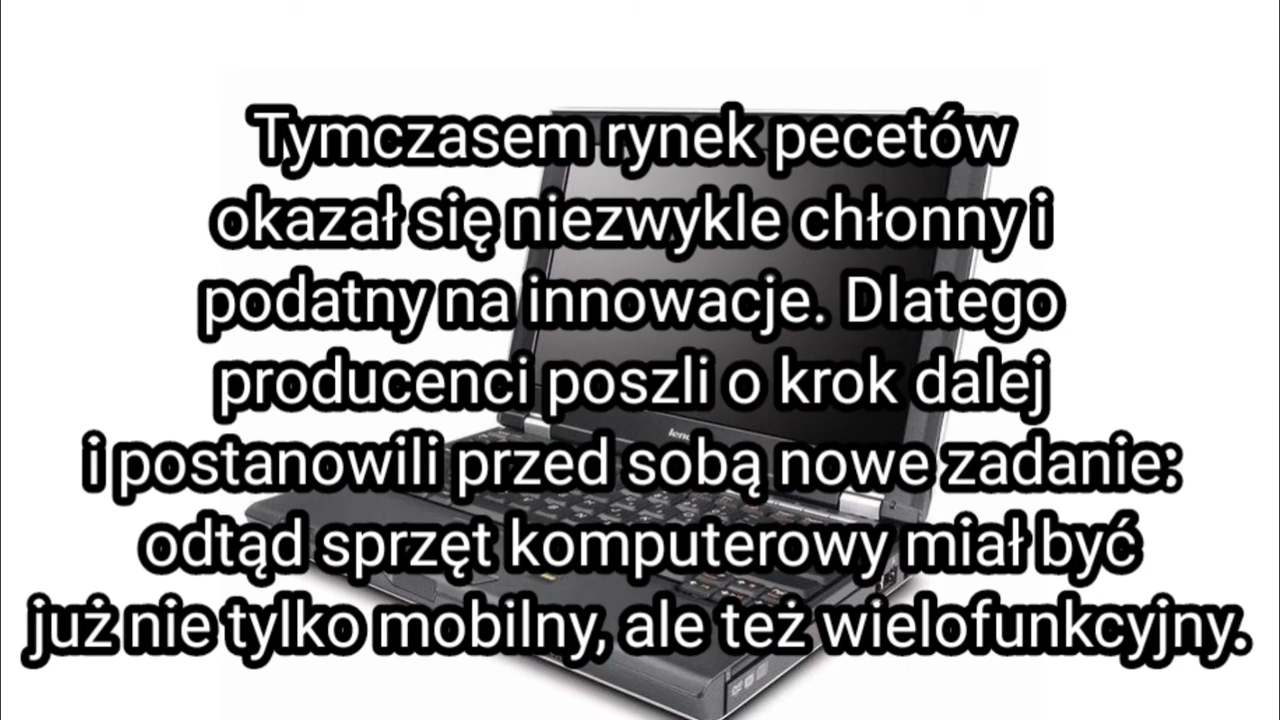 Tymczasem rynek pecetów
okazał się niezwykle chłonny i
podatny na innowacje. Dlatego
producenci poszli o krok dalej
i postanowili przed sobą nowe zadanie:
odtąd sprzęt komputerowy miał być
już nie tylko mobilny, ale też wielofunkcyjny.